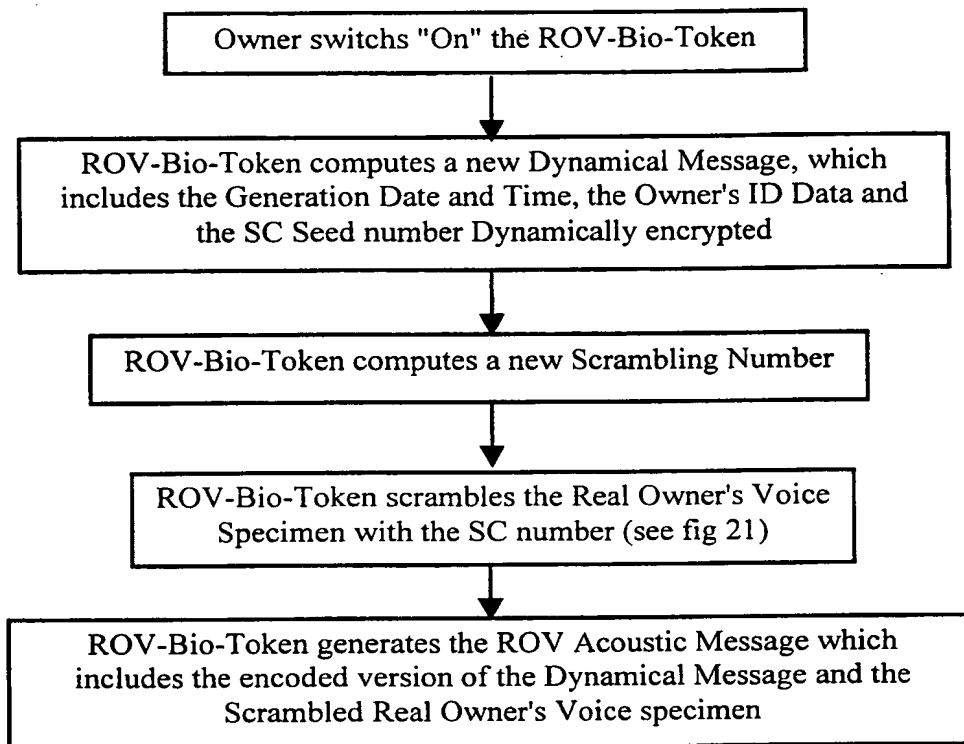 Owner switchs "On" the ROV-Bio-Token
ROV-Bio-Token computes a new Dynamical Message, which
includes the Generation Date and Time, the Owner's ID Data and
the SC Seed number Dynamically encrypted
ROV-Bio-Token computes a new Scrambling Number
ROV-Bio-Token scrambles the Real Owner's Voice
Specimen with the SC number (see fig 21)
ROV-Bio-Token generates the ROV Acoustic Message which
includes the encoded version of the Dynamical Message and the
Scrambled Real Owner's Voice specimen